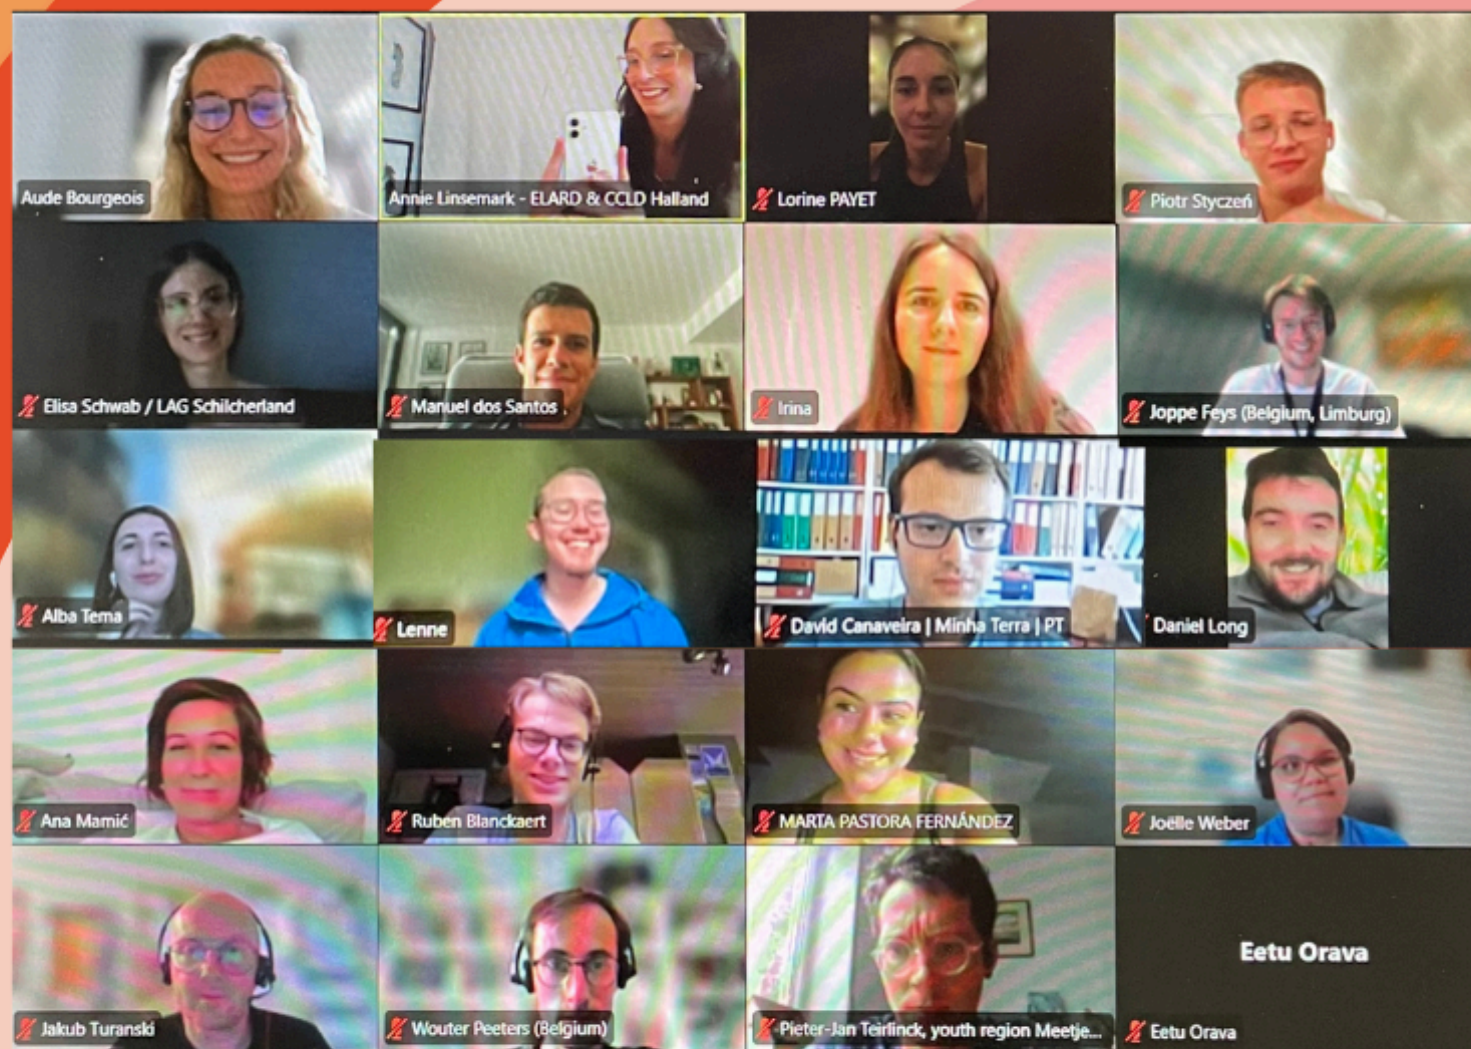 Aude Bourgeois
Annie Linsemark - ELARD & CCLD Halland
Lorine PAYET
Piotr Styczeń
Elisa Schwab / LAG Schilcherland
Manuel dos Santos
Irina
Joppe Feys (Belgium, Limburg)
Alba Tema
Lenne
David Canaveira | Minha Terra | PT
Daniel Long
Ana Mamić
Ruben Blanckaert
MARTA PASTORA FERNÁNDEZ
Joëlle Weber
Jakub Turanski
Wouter Peeters (Belgium)
Pieter-Jan Teirlinck, youth region Meetje...
Eetu Orava
Eetu Orava